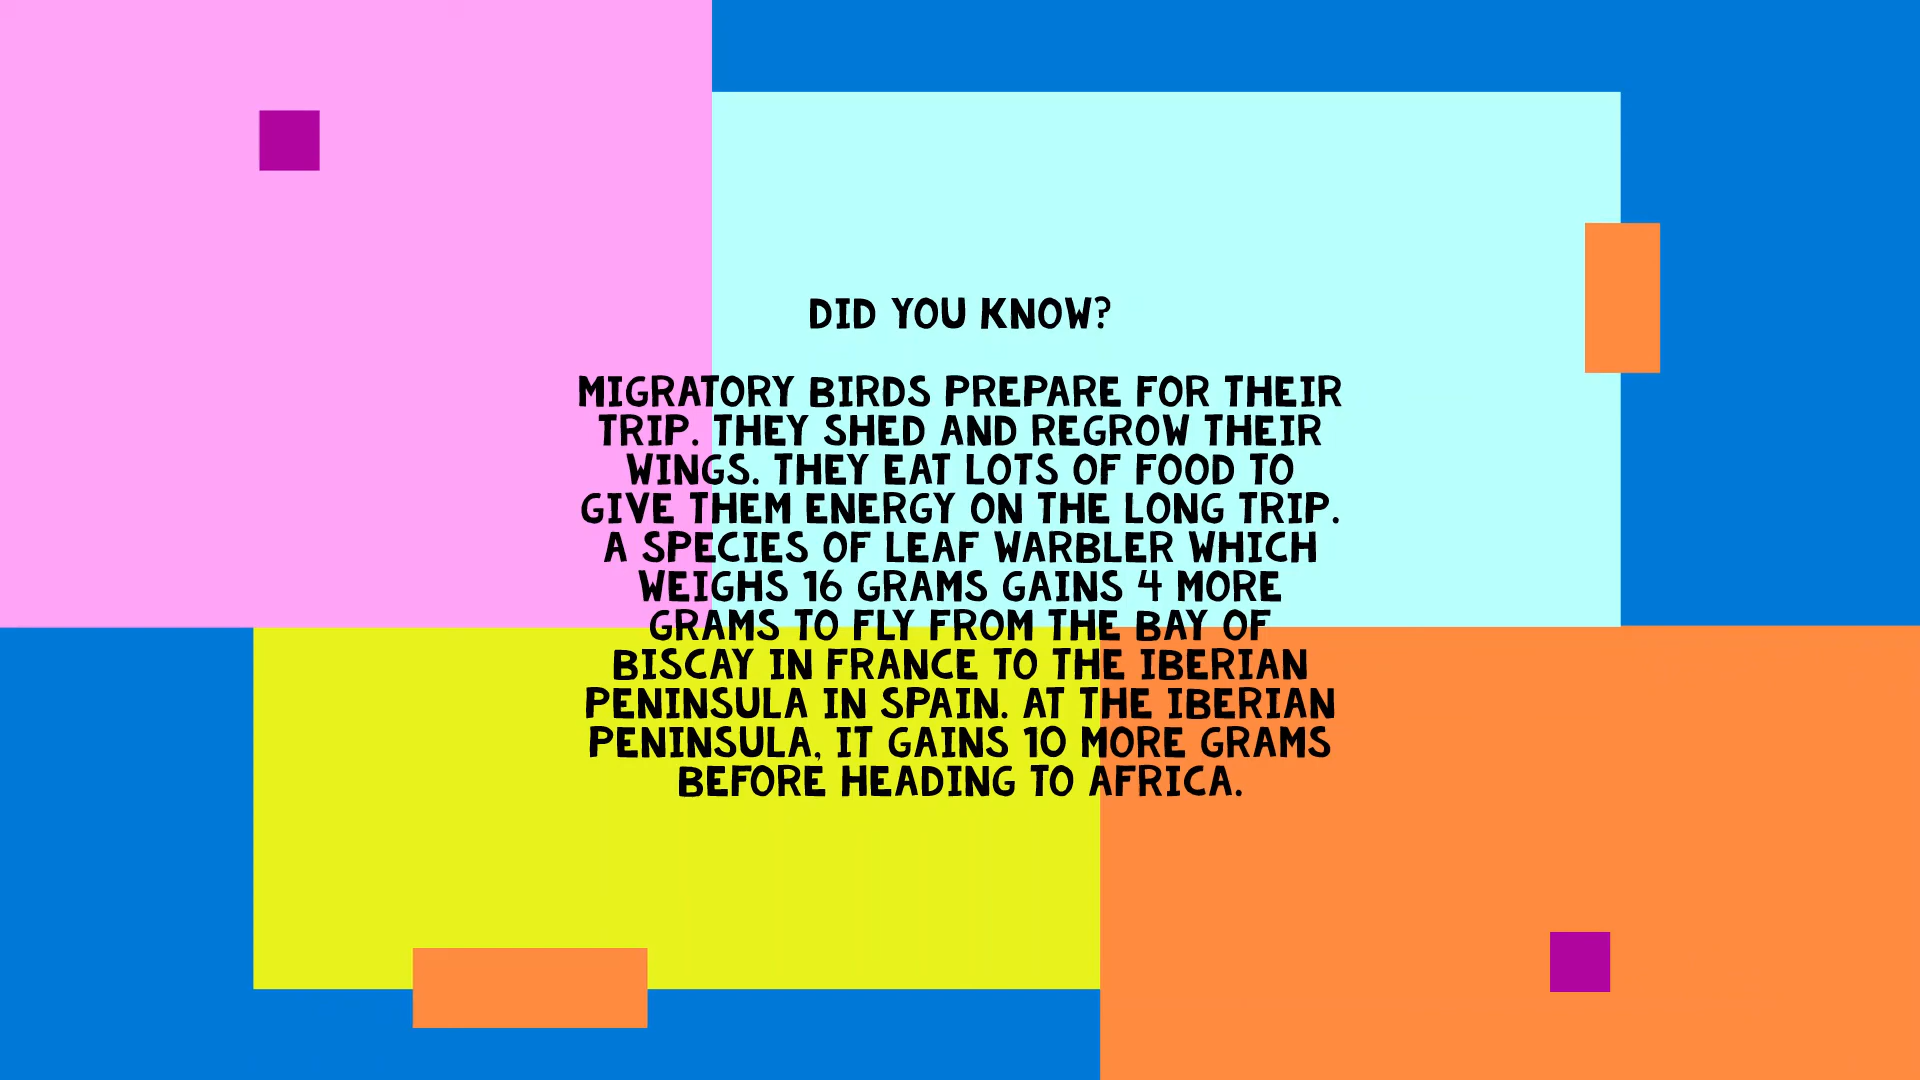 DID YOU KNOW?
MIGRATORY BIRDS PREPARE FOR THEIR
TRIP. THEY SHED AND REGROW THEIR
WINGS. THEY EAT LOTS OF FOOD TO
GIVE THEM ENERGY ON THE LONG TRIP.
A SPECIES OF LEAF WARBLER WHICH
WEIGHS 16 GRAMS GAINS 4 MORE
GRAMS TO FLY FROM THE BAY OF
BISCAY IN FRANCE TO THE IBERIAN
PENINSULA IN SPAIN. AT THE IBERIAN
PENINSULA, IT GAINS 10 MORE GRAMS
BEFORE HEADING TO AFRICA.